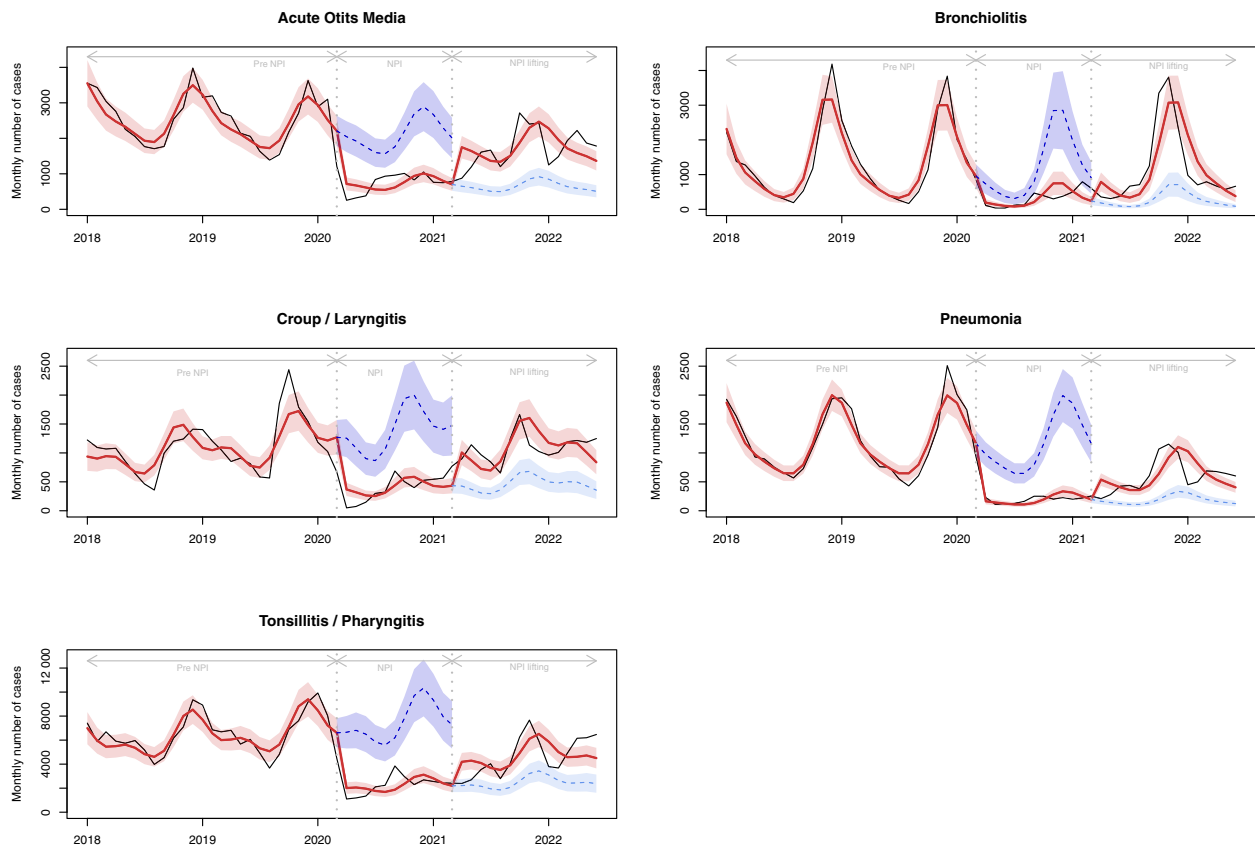 Acute Otits Media
Monthly number of cases
0 1000 3000
Pre NPI NPI NPI lifting
2018 2019 2020 2021 2022
Bronchiolitis
Monthly number of cases
0 1000 3000
Pre NPI NPI NPI lifting
2018 2019 2020 2021 2022
Croup / Laryngitis
Monthly number of cases
0 500 1500 2500
Pre NPI NPI NPI lifting
2018 2019 2020 2021 2022
Pneumonia
Monthly number of cases
0 500 1500 2500
Pre NPI NPI NPI lifting
2018 2019 2020 2021 2022
Tonsillitis / Pharyngitis
Monthly number of cases
0 4000 8000 12 000
Pre NPI NPI NPI lifting
2018 2019 2020 2021 2022